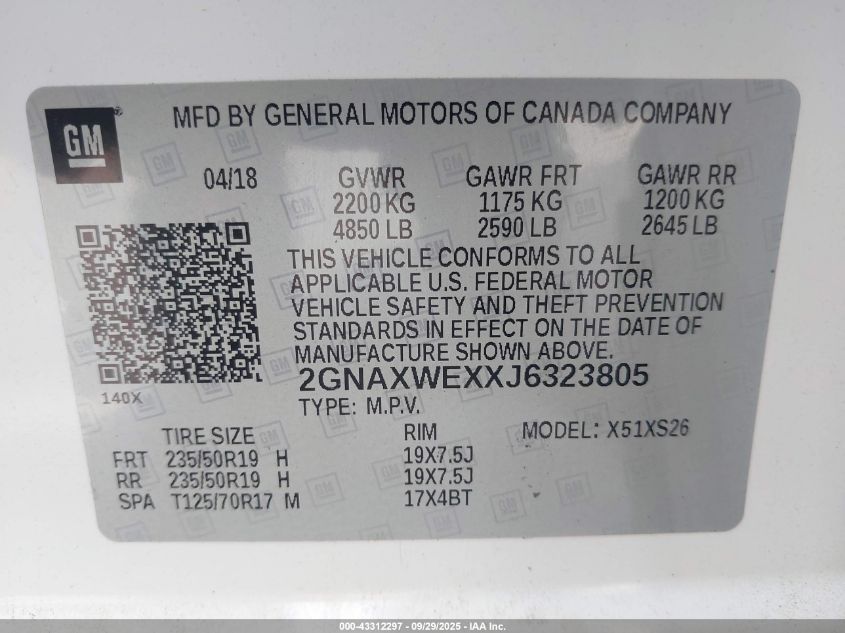 GM
MFD BY GENERAL MOTORS OF CANADA COMPANY
04/18 GVWR GAWR FRT GAWR RR
2200 KG 1175 KG 1200 KG
4850 LB 2590 LB 2645 LB
THIS VEHICLE CONFORMS TO ALL
APPLICABLE U.S. FEDERAL MOTOR
VEHICLE SAFETY AND THEFT PREVENTION
STANDARDS IN EFFECT ON THE DATE OF
MANUFACTURE SHOWN ABOVE.
2GNAXWEXXJ6323805
140X
TYPE: M.P.V.
TIRE SIZE RIM MODEL: X51XS26
FRT 235/50R19 H 19X7.5J
RR 235/50R19 H 19X7.5J
SPA T125/70R17 M 17X4BT
000-43312297 - 09/29/2025 - IAA Inc.